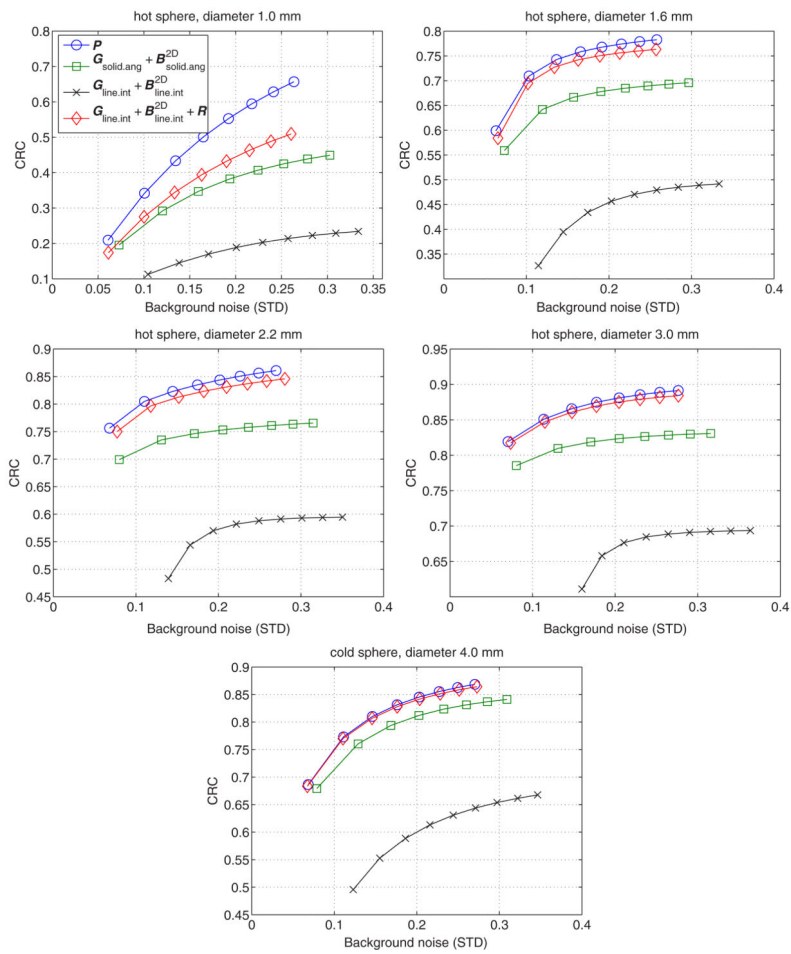 hot sphere, diameter 1.0 mm
0.8
0.7
0.6
0.5
0.4
0.3
0.2
0.1
CRC
P
G solid.ang + B 2D solid.ang
G line.int + B 2D line.int
G line.int + B 2D line.int + R
0 0.05 0.1 0.15 0.2 0.25 0.3 0.35
Background noise (STD)
hot sphere, diameter 1.6 mm
0.8
0.75
0.7
0.65
0.6
0.55
0.5
0.45
0.4
0.35
CRC
0 0.1 0.2 0.3 0.4
Background noise (STD)
hot sphere, diameter 2.2 mm
0.9
0.85
0.8
0.75
0.7
0.65
0.6
0.55
0.5
0.45
CRC
0 0.1 0.2 0.3 0.4
Background noise (STD)
hot sphere, diameter 3.0 mm
0.95
0.9
0.85
0.8
0.75
0.7
0.65
CRC
0 0.1 0.2 0.3 0.4
Background noise (STD)
cold sphere, diameter 4.0 mm
0.9
0.85
0.8
0.75
0.7
0.65
0.6
0.55
0.5
0.45
CRC
0 0.1 0.2 0.3 0.4
Background noise (STD)